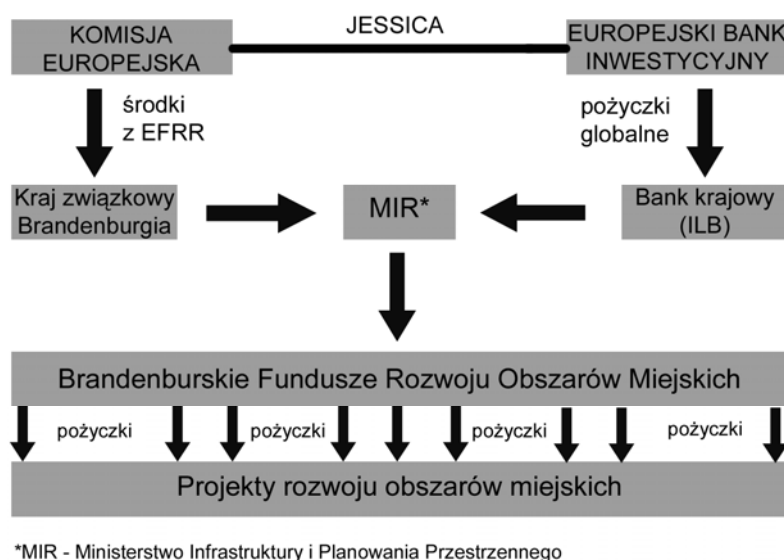 JESSICA
KOMISJA
EUROPEJSKA
EUROPEJSKI BANK
INWESTYCYJNY
środki
z EFRR
pożyczki
globalne
Kraj związkowy
Brandenburgia
MIR*
Bank krajowy
(ILB)
Brandenburskie Fundusze Rozwoju Obszarów Miejskich
pożyczki
pożyczki
pożyczki
pożyczki
Projekty rozwoju obszarów miejskich
*MIR - Ministerstwo Infrastruktury i Planowania Przestrzennego